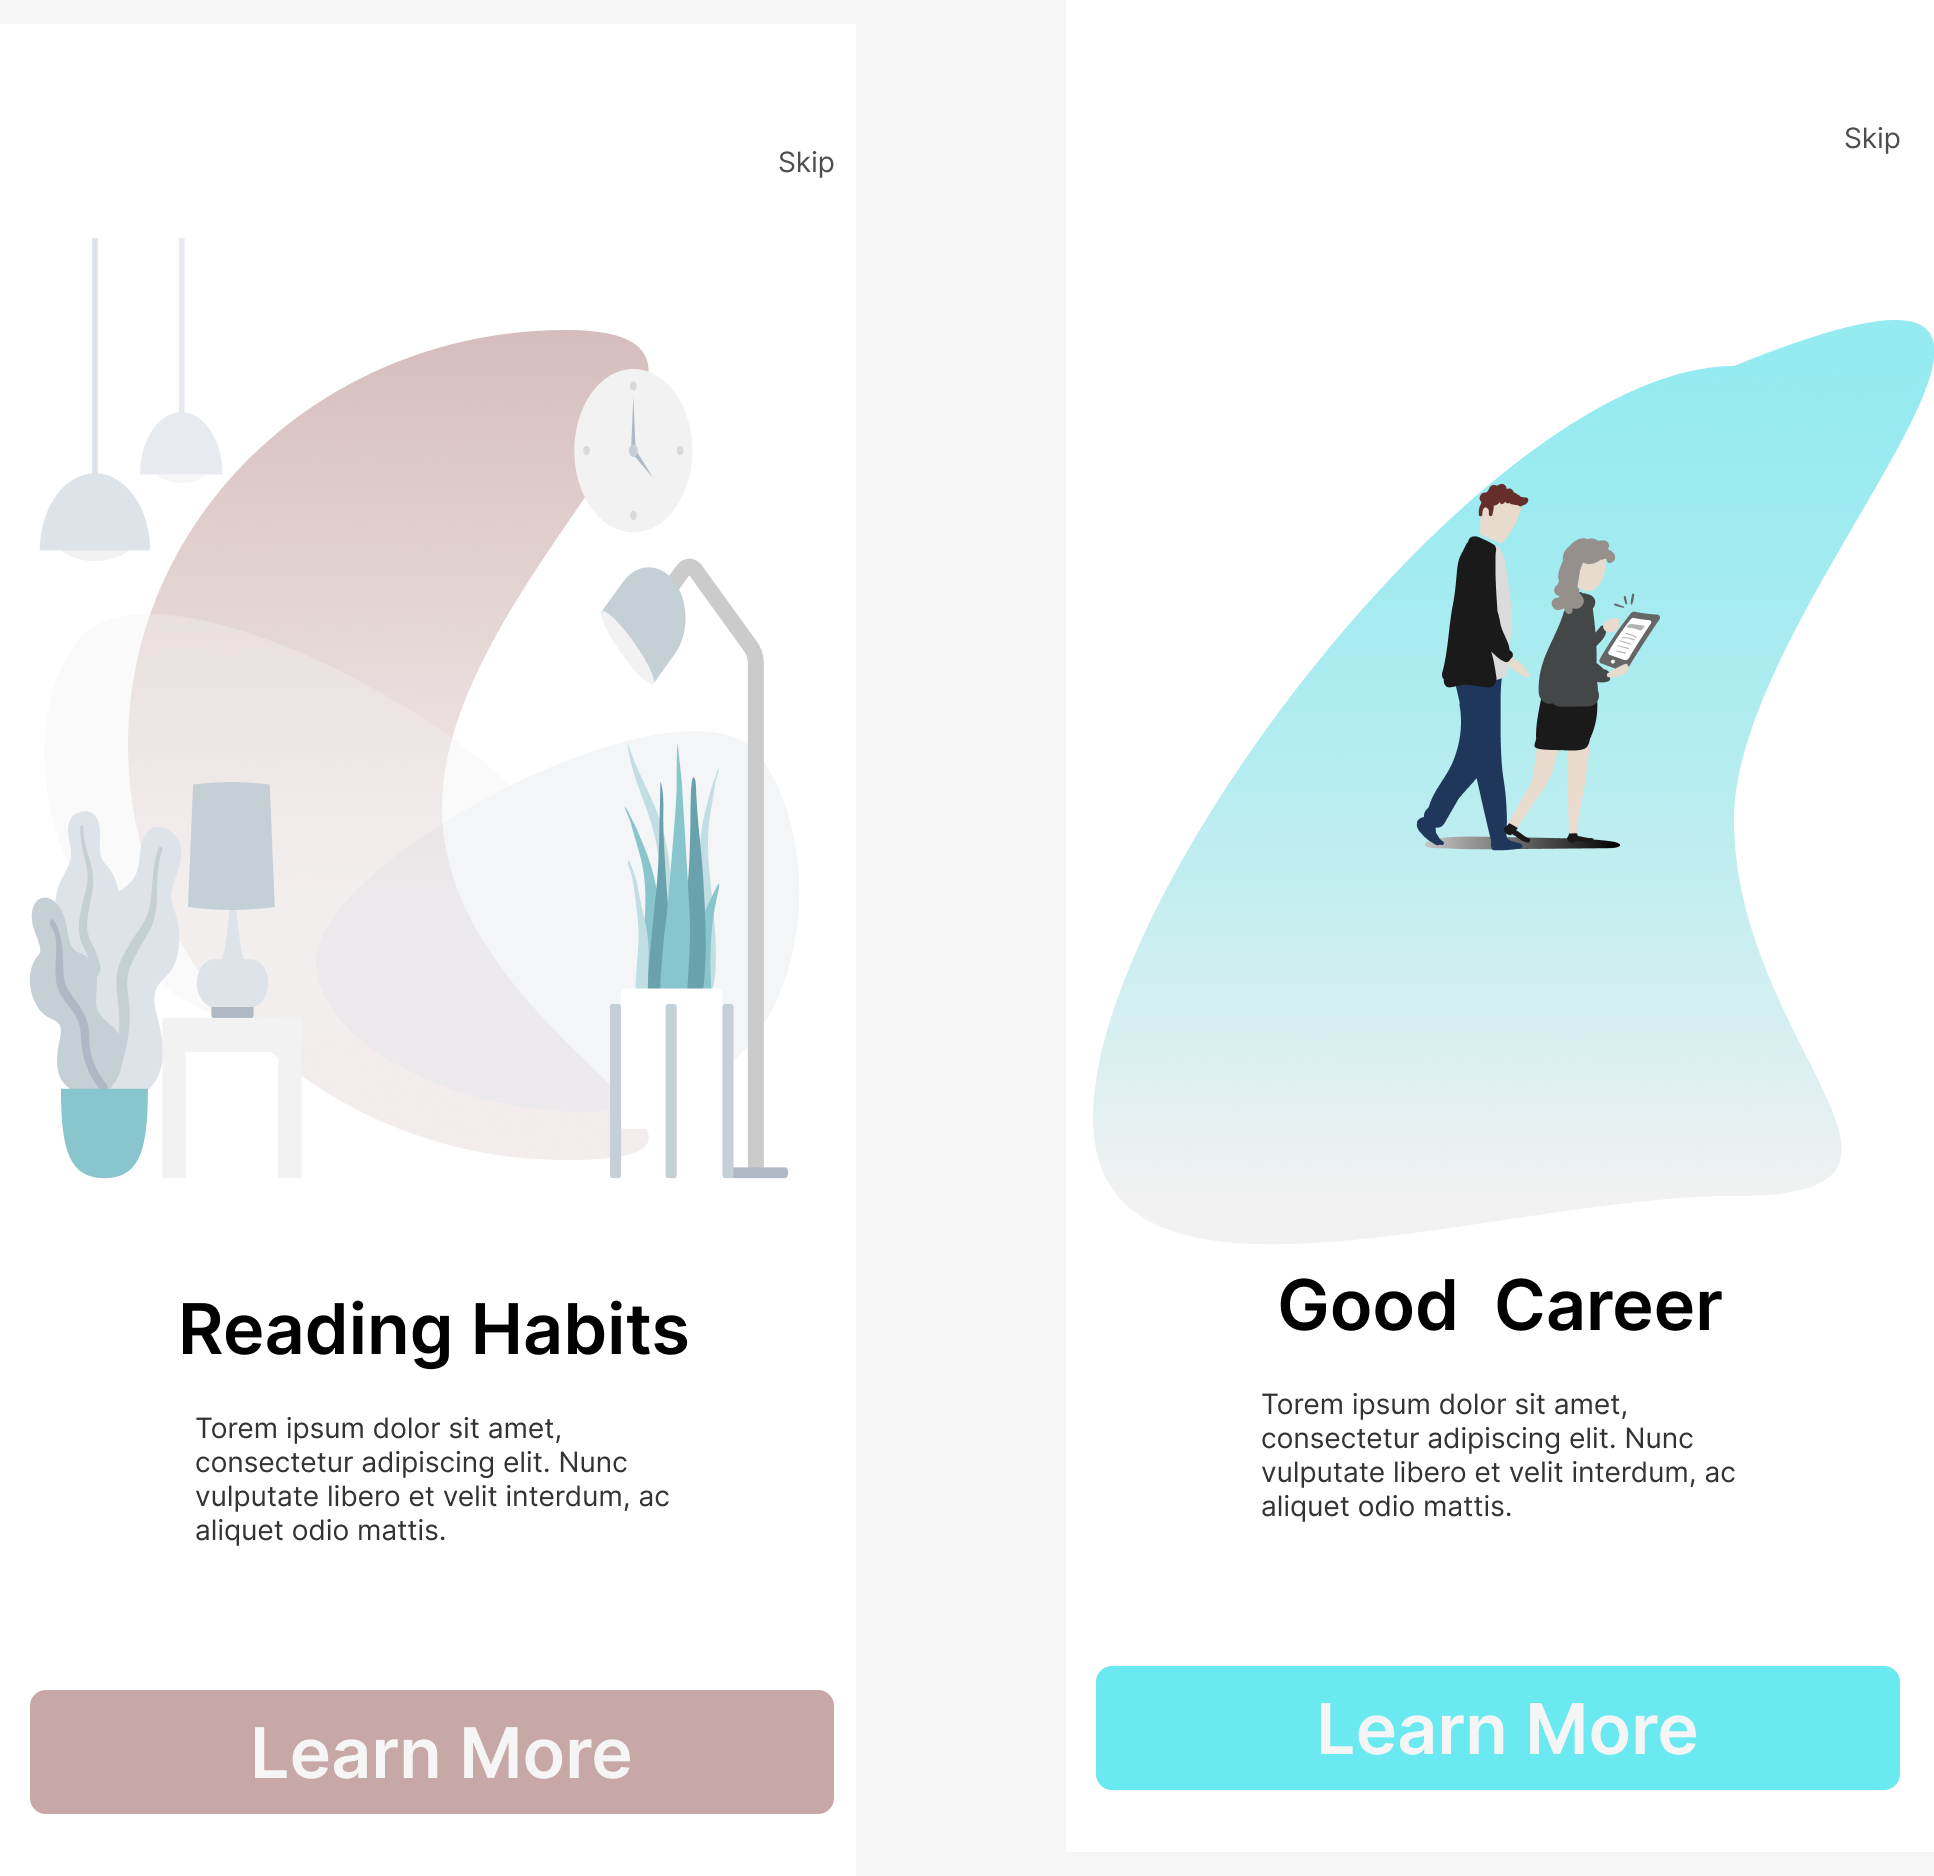 Skip
Reading Habits
Torem ipsum dolor sit amet,
consectetur adipiscing elit. Nunc
vulputate libero et velit interdum, ac
aliquet odio mattis.
Learn More
Skip
Good  Career
Torem ipsum dolor sit amet,
consectetur adipiscing elit. Nunc
vulputate libero et velit interdum, ac
aliquet odio mattis.
Learn More